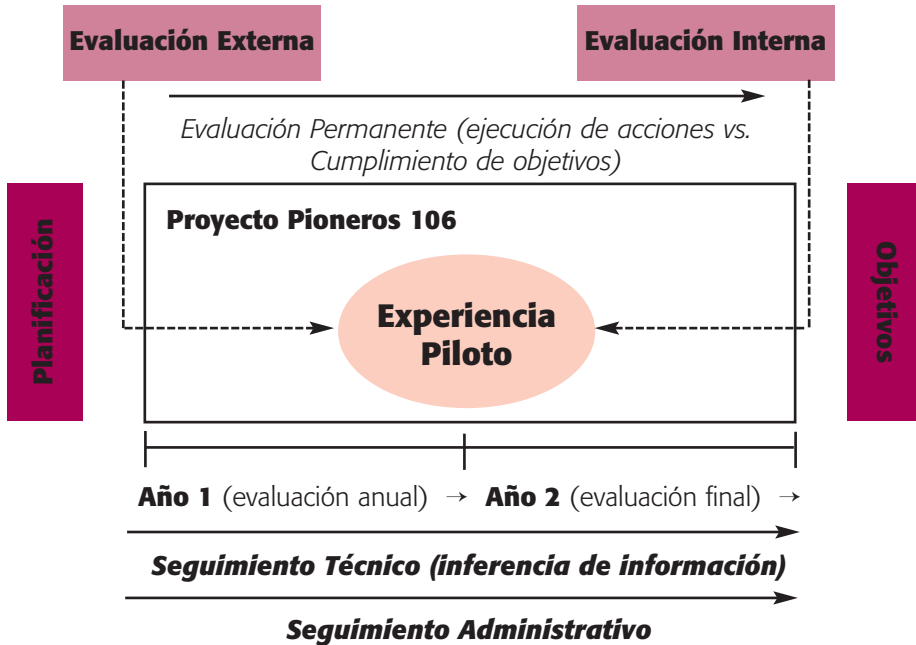 Evaluación Externa
Evaluación Interna
Evaluación Permanente (ejecución de acciones vs.
Cumplimiento de objetivos)
Planificación
Proyecto Pioneros 106
Experiencia
Piloto
Objetivos
Año 1 (evaluación anual) → Año 2 (evaluación final) →
Seguimiento Técnico (inferencia de información)
Seguimiento Administrativo